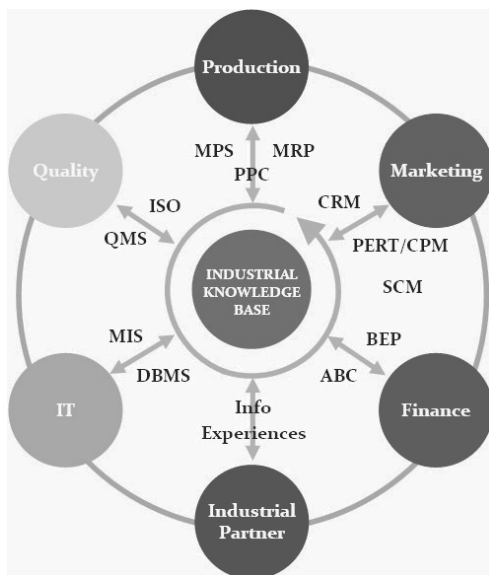 Production
MPS MRP
PPC
Quality
Marketing
ISO
CRM
QMS
PERT/CPM
INDUSTRIAL
KNOWLEDGE
BASE
SCM
MIS
BEP
DBMS
ABC
IT
Info
Experiences
Finance
Industrial
Partner